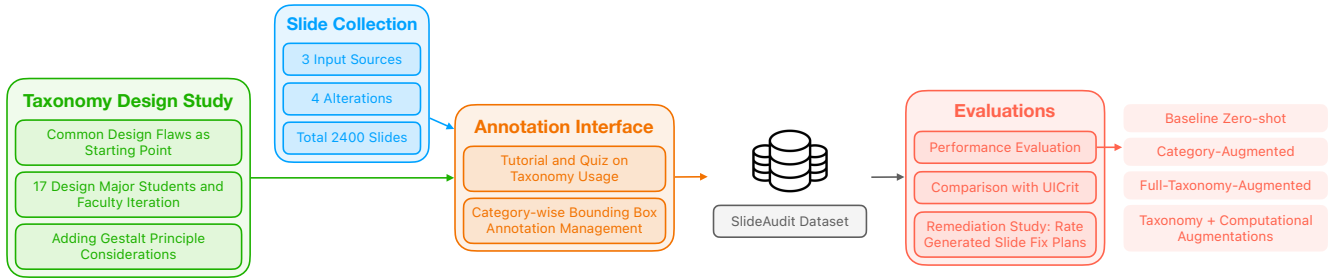 Taxonomy Design Study
Common Design Flaws as
Starting Point
17 Design Major Students and
Faculty Iteration
Adding Gestalt Principle
Considerations
Slide Collection
3 Input Sources
4 Alterations
Total 2400 Slides
Annotation Interface
Tutorial and Quiz on
Taxonomy Usage
Category-wise Bounding Box
Annotation Management
SlideAudit Dataset
Evaluations
Performance Evaluation
Comparison with UICrit
Remediation Study: Rate
Generated Slide Fix Plans
Baseline Zero-shot
Category-Augmented
Full-Taxonomy-Augmented
Taxonomy + Computational
Augmentations